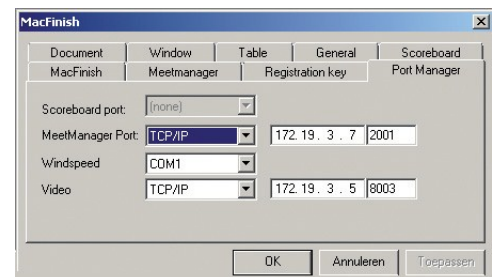 MacFinish
Document Window Table General Scoreboard
MacFinish Meetmanager Registration key Port Manager
Scoreboard port: (none)
MeetManager Port: TCP/IP 172. 19 . 3 . 7 2001
Windspeed COM1
Video TCP/IP 172. 19 . 3 . 5 8003
OK Annuleren Toepassen